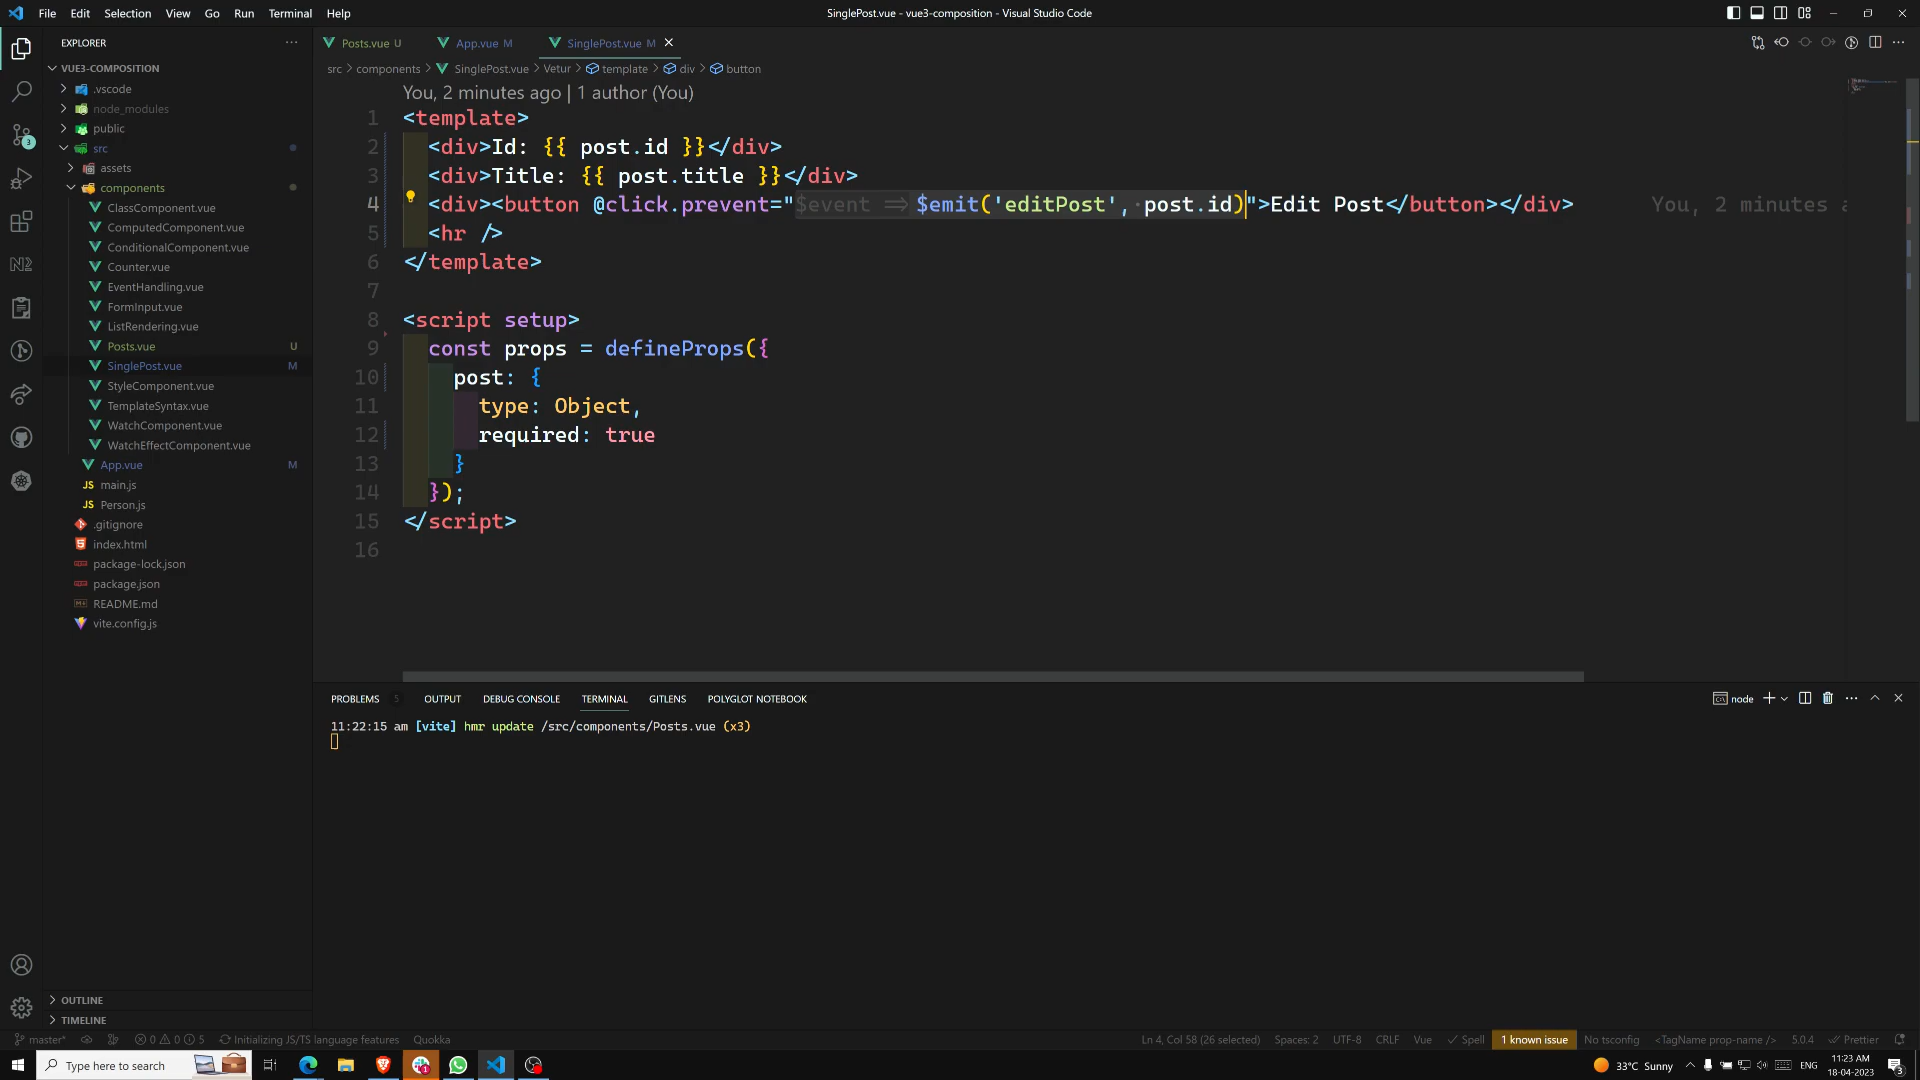 File Edit Selection View Go Run Terminal Help
SinglePost.vue - vue3-composition - Visual Studio Code
EXPLORER
VUE3-COMPOSITION
.vscode
node_modules
public
src
assets
components
ClassComponent.vue
ComputedComponent.vue
ConditionalComponent.vue
Counter.vue
EventHandling.vue
FormInput.vue
ListRendering.vue
Posts.vue U
SinglePost.vue M
StyleComponent.vue
TemplateSyntax.vue
WatchComponent.vue
WatchEffectComponent.vue
App.vue M
JS main.js
JS Person.js
.gitignore
index.html
package-lock.json
package.json
README.md
vite.config.js
OUTLINE
TIMELINE
Posts.vue U App.vue M SinglePost.vue M
src > components > SinglePost.vue > Vetur > template > div > button
You, 2 minutes ago | 1 author (You)
1 <template>
2 <div>Id: {{ post.id }}</div>
3 <div>Title: {{ post.title }}</div>
4 <div><button @click.prevent="$event => $emit('editPost', post.id)">Edit Post</button></div> You, 2 minutes a
5 <hr />
6 </template>
7
8 <script setup>
9 const props = defineProps({
10 post: {
11 type: Object,
12 required: true
13 }
14 });
15 </script>
16
PROBLEMS 5 OUTPUT DEBUG CONSOLE TERMINAL GITLENS POLYGLOT NOTEBOOK
node
11:22:15 am [vite] hmr update /src/components/Posts.vue (x3)
master* 0 0 5 Initializing JS/TS language features Quokka
Ln 4, Col 58 (26 selected) Spaces: 2 UTF-8 CRLF Vue Spell 1 known issue No tsconfig <TagName prop-name /> 5.0.4 Prettier
Type here to search
33°C Sunny ENG
11:23 AM
18-04-2023
3